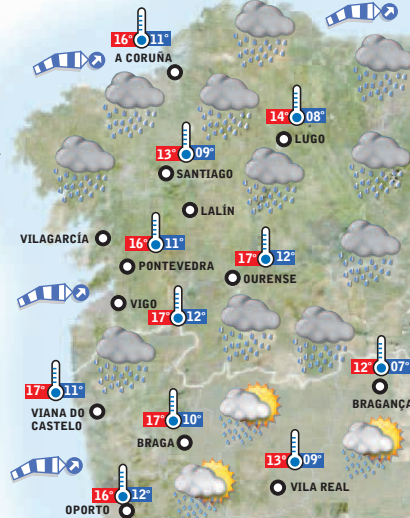 16° 11°
A CORUÑA
14° 08°
LUGO
13° 09°
SANTIAGO
LALÍN
VILAGARCÍA
16° 11°
PONTEVEDRA
17° 12°
OURENSE
VIGO
17° 12°
12° 07°
BRAGANÇA
17° 11°
VIANA DO
CASTELO
17° 10°
BRAGA
13° 09°
VILA REAL
16° 12°
OPORTO